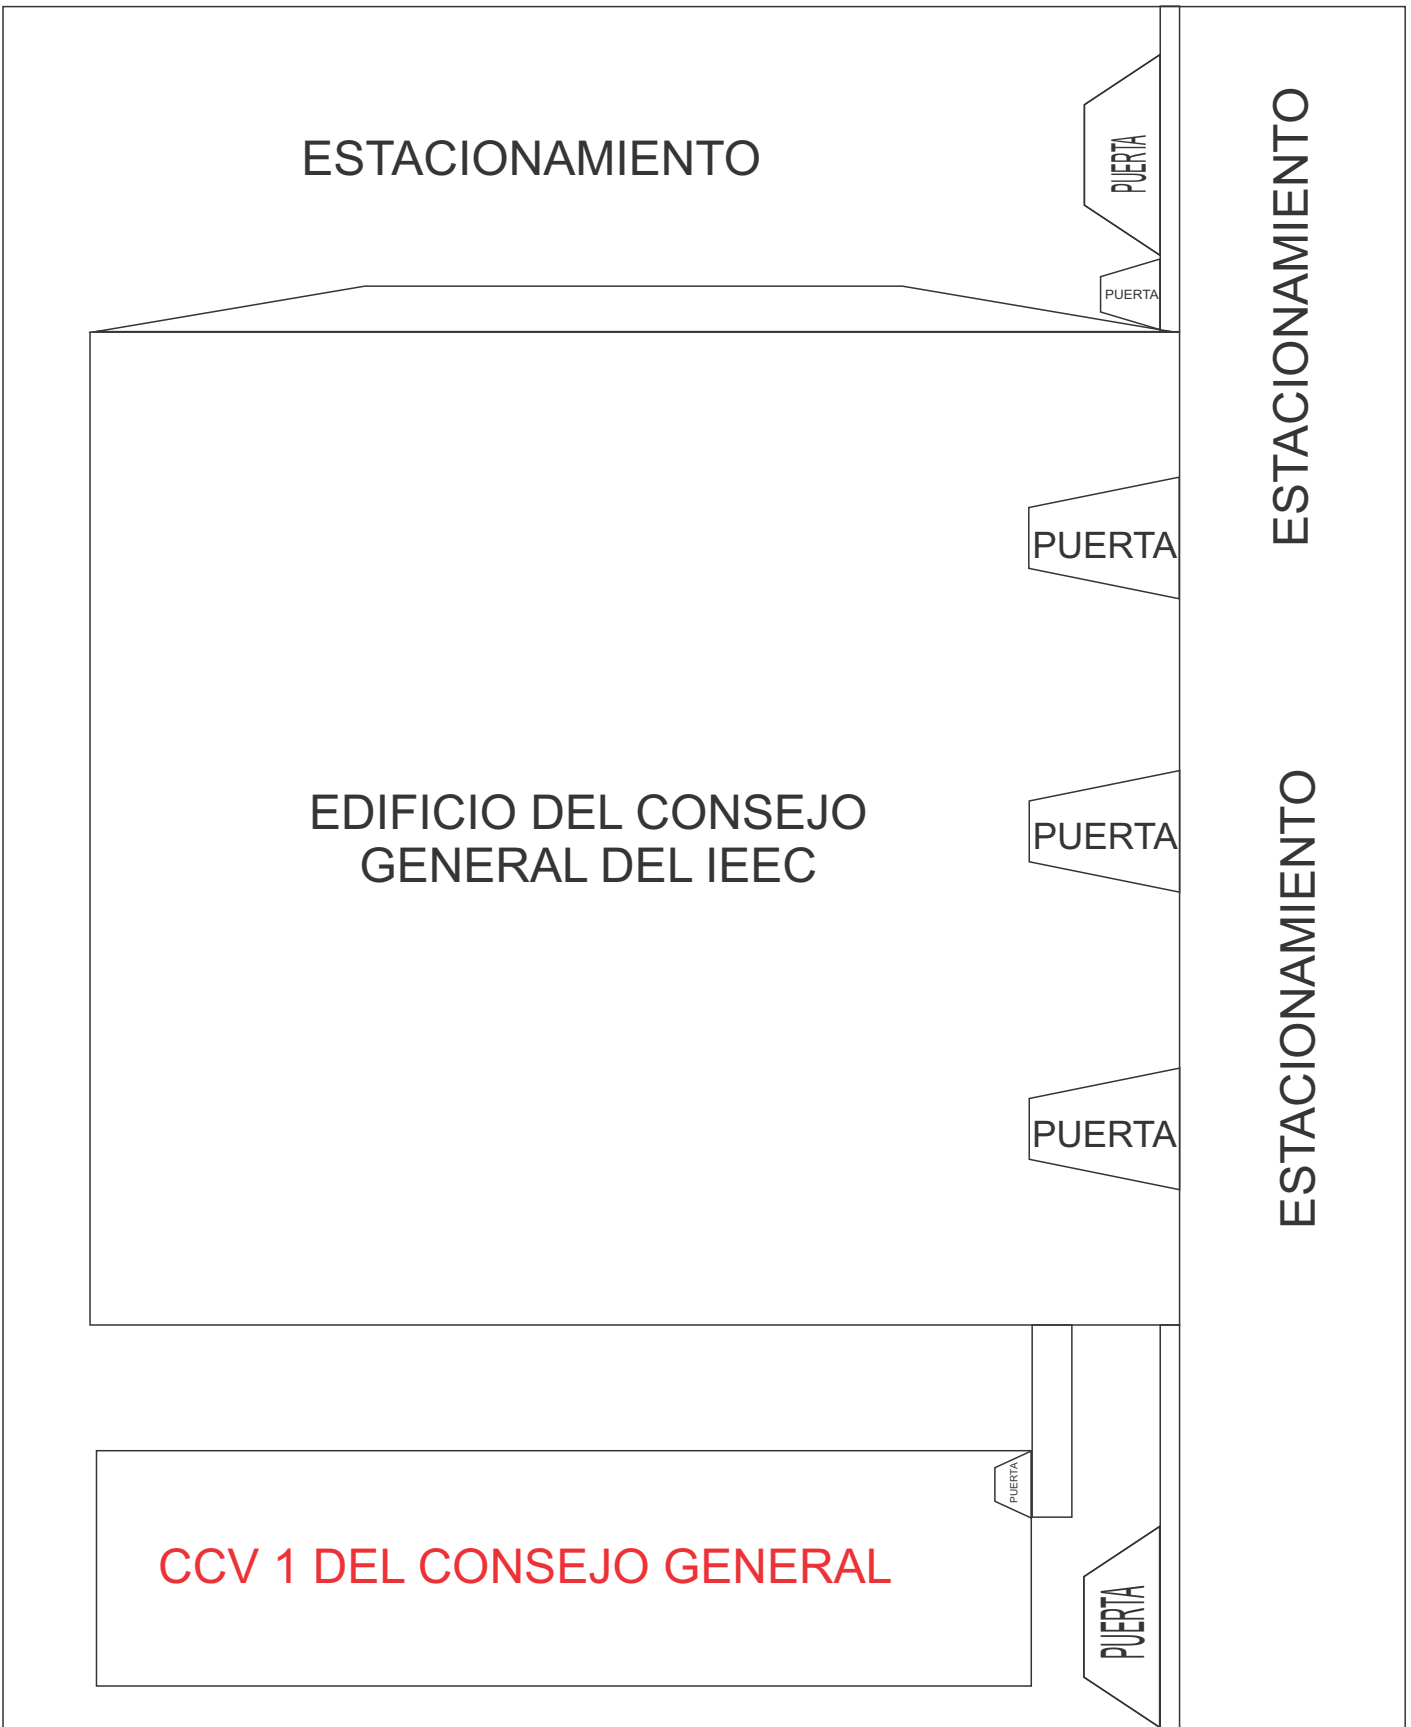 ESTACIONAMIENTO
PUERTA
ESTACIONAMIENTO
PUERTA
PUERTA
EDIFICIO DEL CONSEJO
GENERAL DEL IEEC
PUERTA
ESTACIONAMIENTO
PUERTA
PUERTA
CCV 1 DEL CONSEJO GENERAL
PUERTA